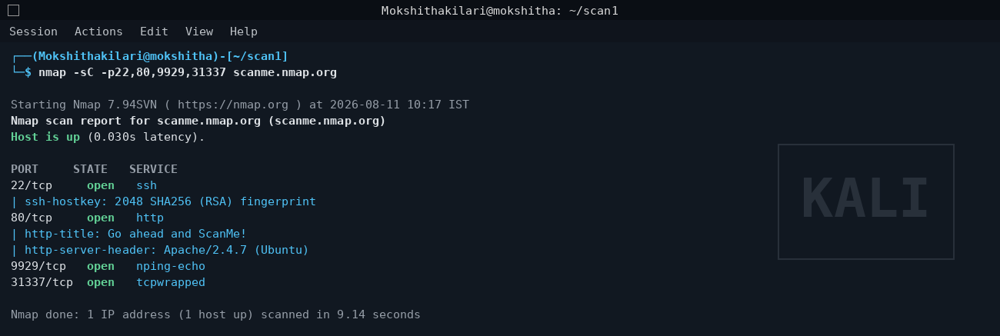 Mokshithakilari@mokshitha: ~/scan1
Session Actions Edit View Help
┌──(Mokshithakilari@mokshitha)-[~/scan1]
└─$ nmap -sC -p22,80,9929,31337 scanme.nmap.org
Starting Nmap 7.94SVN ( https://nmap.org ) at 2026-08-11 10:17 IST
Nmap scan report for scanme.nmap.org (scanme.nmap.org)
Host is up (0.030s latency).
PORT     STATE   SERVICE
22/tcp     open   ssh
| ssh-hostkey: 2048 SHA256 (RSA) fingerprint
80/tcp     open   http
| http-title: Go ahead and ScanMe!
| http-server-header: Apache/2.4.7 (Ubuntu)
9929/tcp   open   nping-echo
31337/tcp  open   tcpwrapped
Nmap done: 1 IP address (1 host up) scanned in 9.14 seconds
KALI